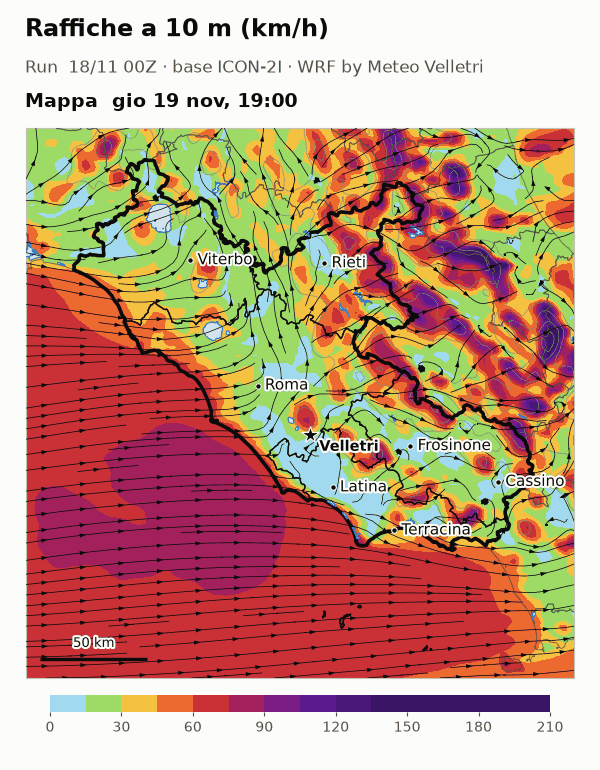 Raffiche a 10 m (km/h)
Run 18/11 00Z · base ICON-2I · WRF by Meteo Velletri
Mappa gio 19 nov, 19:00
Viterbo
Rieti
Roma
Velletri
Frosinone
Cassino
Latina
Terracina
50 km
0 30 60 90 120 150 180 210